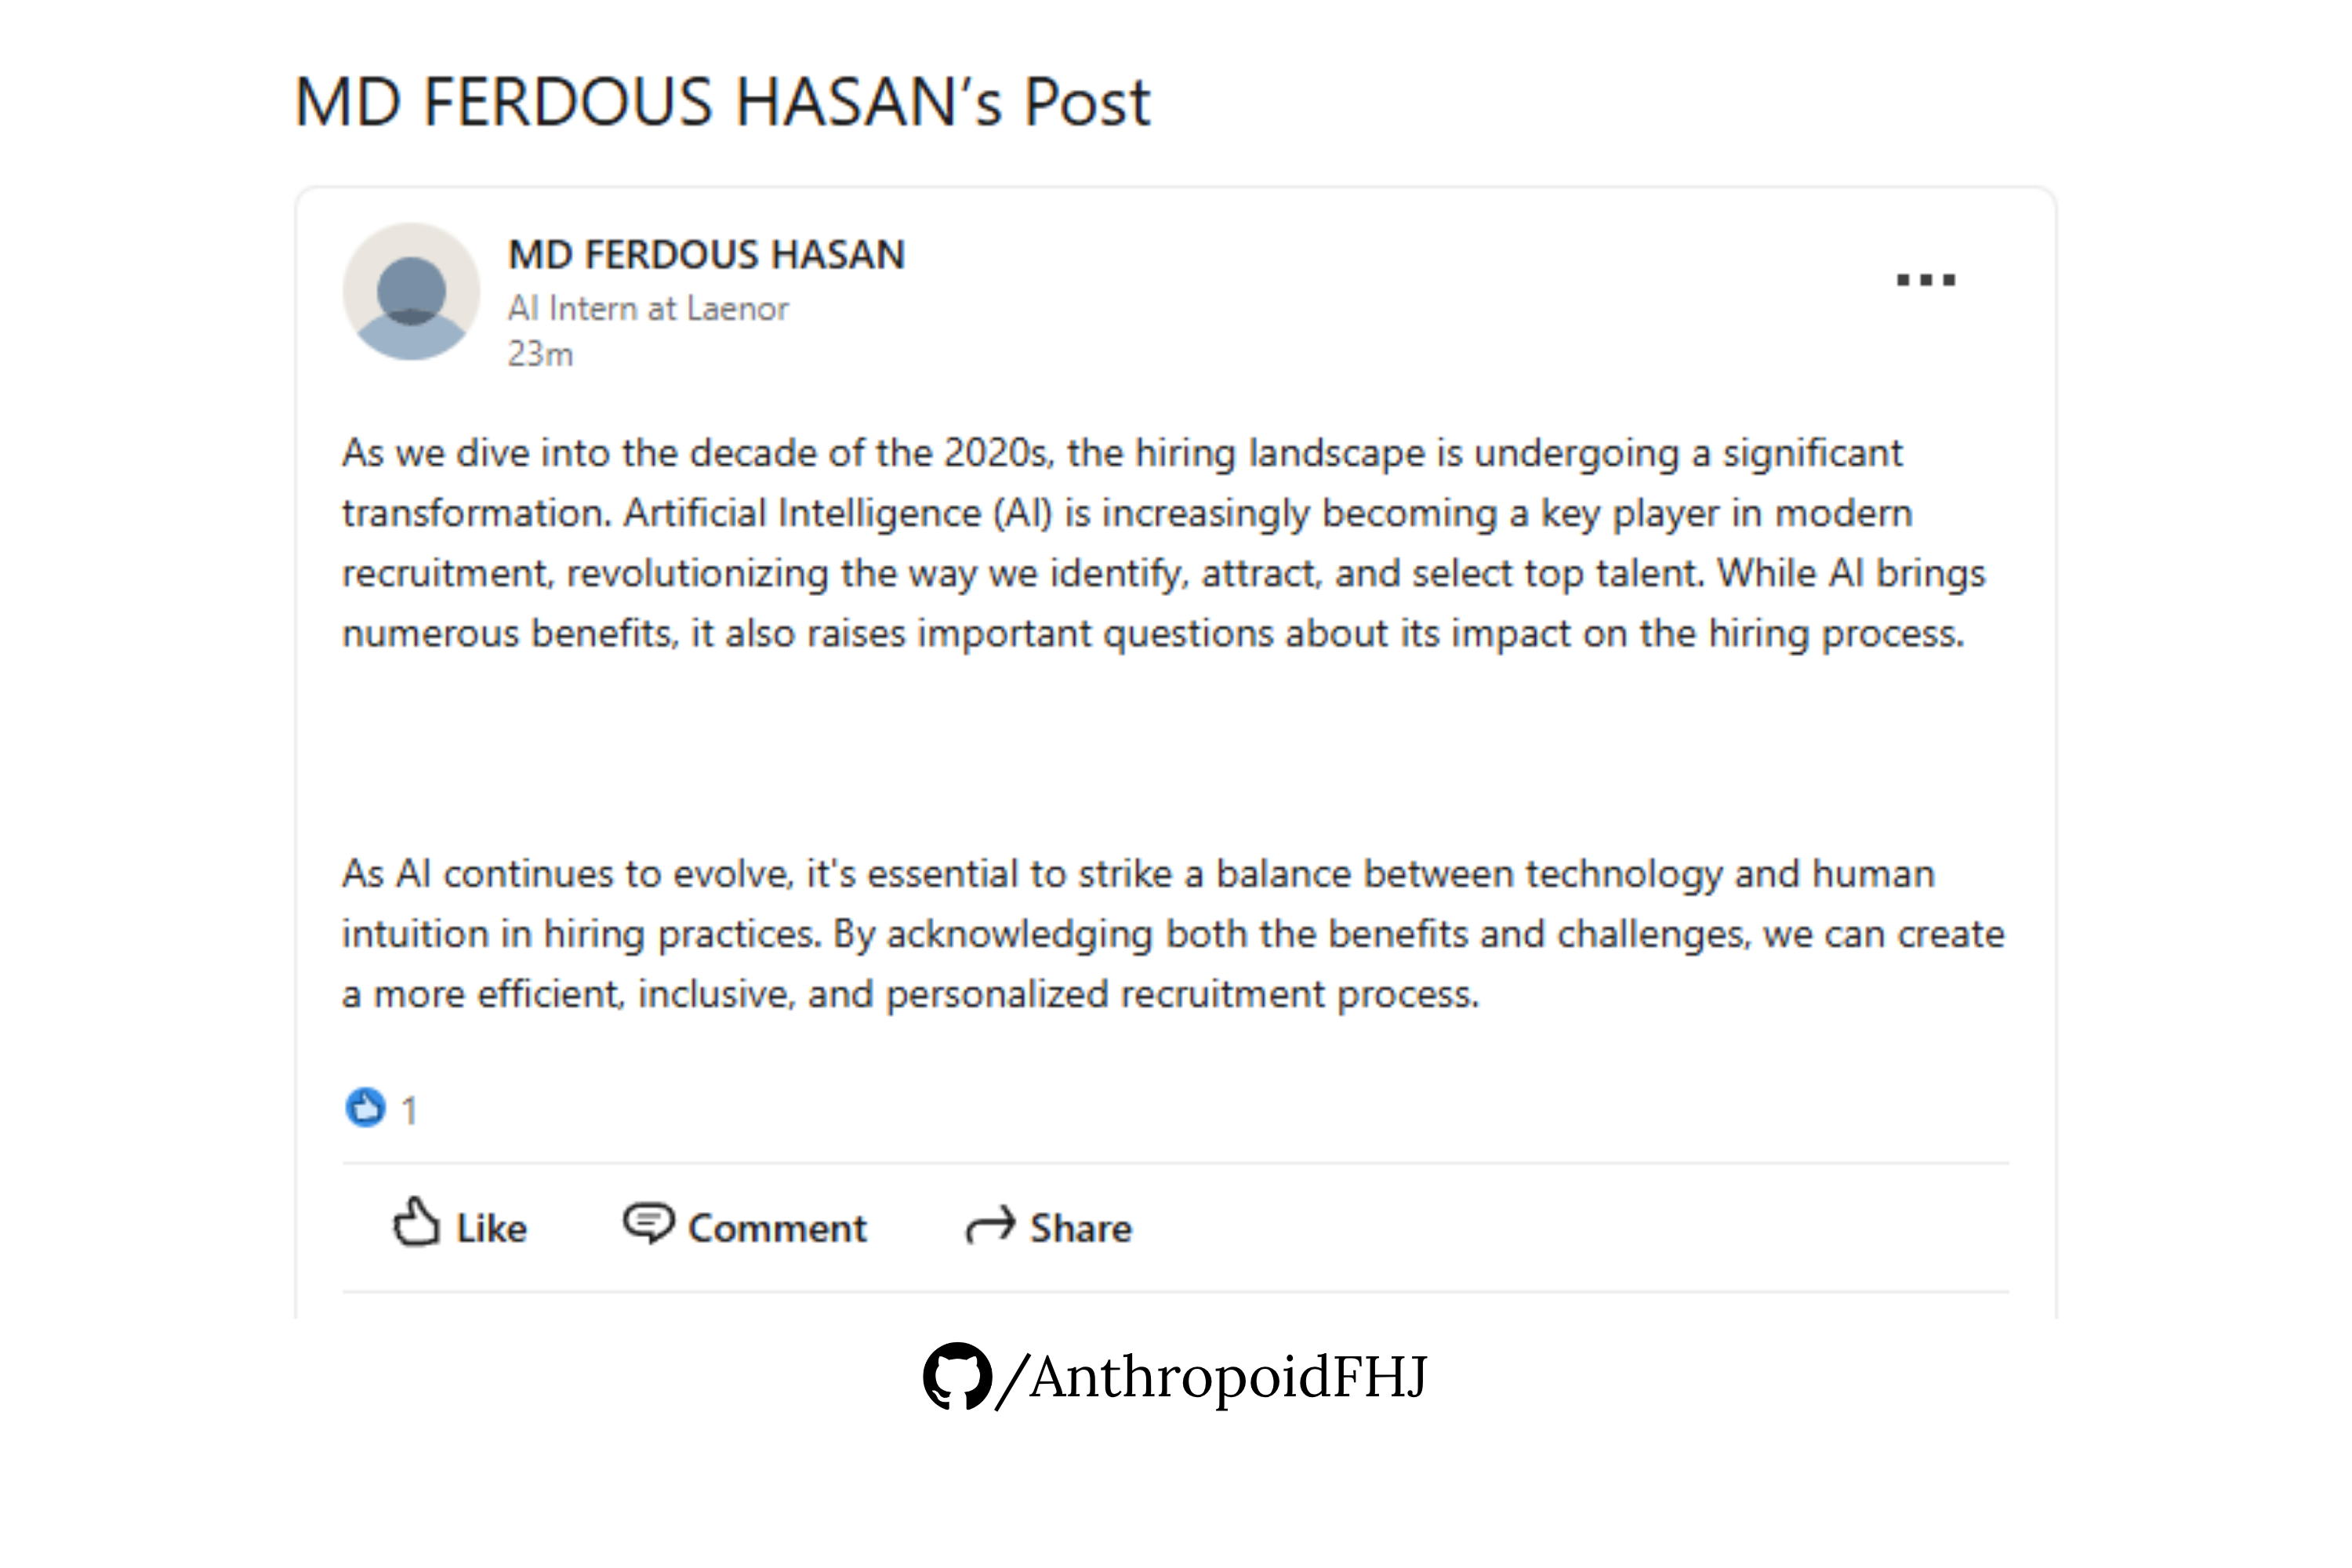 MD FERDOUS HASAN’s Post
MD FERDOUS HASAN
AI Intern at Laenor
23m
As we dive into the decade of the 2020s, the hiring landscape is undergoing a significant
transformation. Artificial Intelligence (AI) is increasingly becoming a key player in modern
recruitment, revolutionizing the way we identify, attract, and select top talent. While AI brings
numerous benefits, it also raises important questions about its impact on the hiring process.
As AI continues to evolve, it's essential to strike a balance between technology and human
intuition in hiring practices. By acknowledging both the benefits and challenges, we can create
a more efficient, inclusive, and personalized recruitment process.
1
Like Comment Share
/AnthropoidFHJ